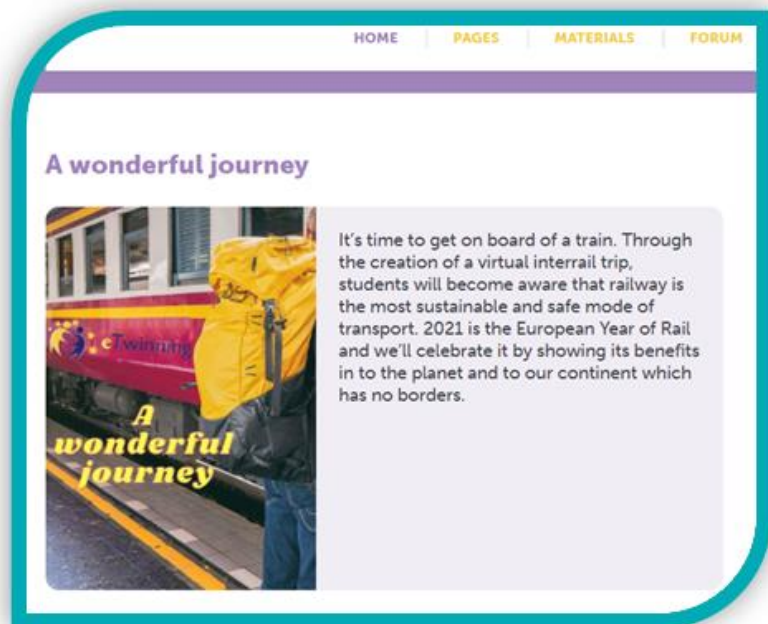 HOME PAGES MATERIALS FORUM
A wonderful journey
It's time to get on board of a train. Through
the creation of a virtual interrail trip,
students will become aware that railway is
the most sustainable and safe mode of
transport. 2021 is the European Year of Rail
and we'll celebrate it by showing its benefits
in to the planet and to our continent which
has no borders.
eTwinning
A
wonderful
journey